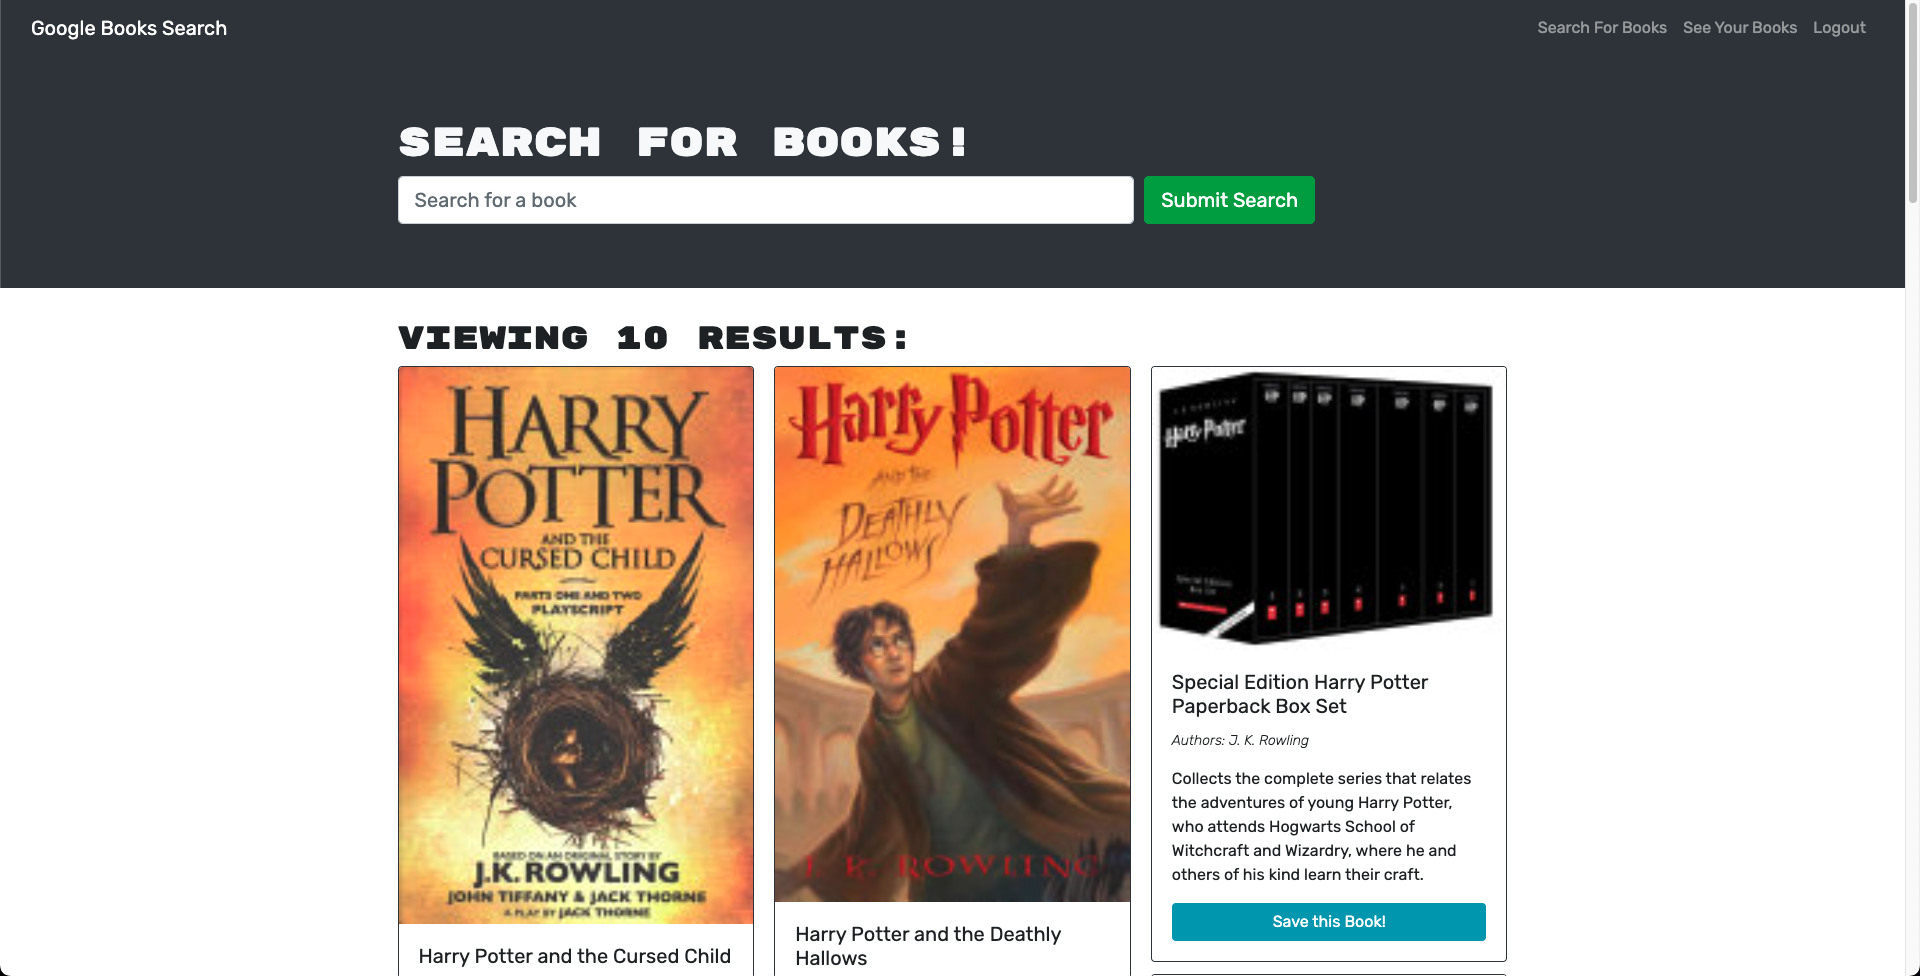 Google Books Search
Search For Books
See Your Books
Logout
SEARCH FOR BOOKS!
Search for a book
Submit Search
VIEWING 10 RESULTS:
HARRY
POTTER
AND THE
CURSED CHILD
PARTS ONE AND TWO
PLAYSCRIPT
BASED ON AN ORIGINAL STORY BY
J.K. ROWLING
JOHN TIFFANY & JACK THORNE
A PLAY BY JACK THORNE
Harry Potter and the Cursed Child
Harry Potter
AND THE
DEATHLY
HALLOWS
J. K. ROWLING
Harry Potter and the Deathly
Hallows
J. K. ROWLING
Harry Potter
Special Edition
Box Set
Special Edition Harry Potter
Paperback Box Set
Authors: J. K. Rowling
Collects the complete series that relates
the adventures of young Harry Potter,
who attends Hogwarts School of
Witchcraft and Wizardry, where he and
others of his kind learn their craft.
Save this Book!